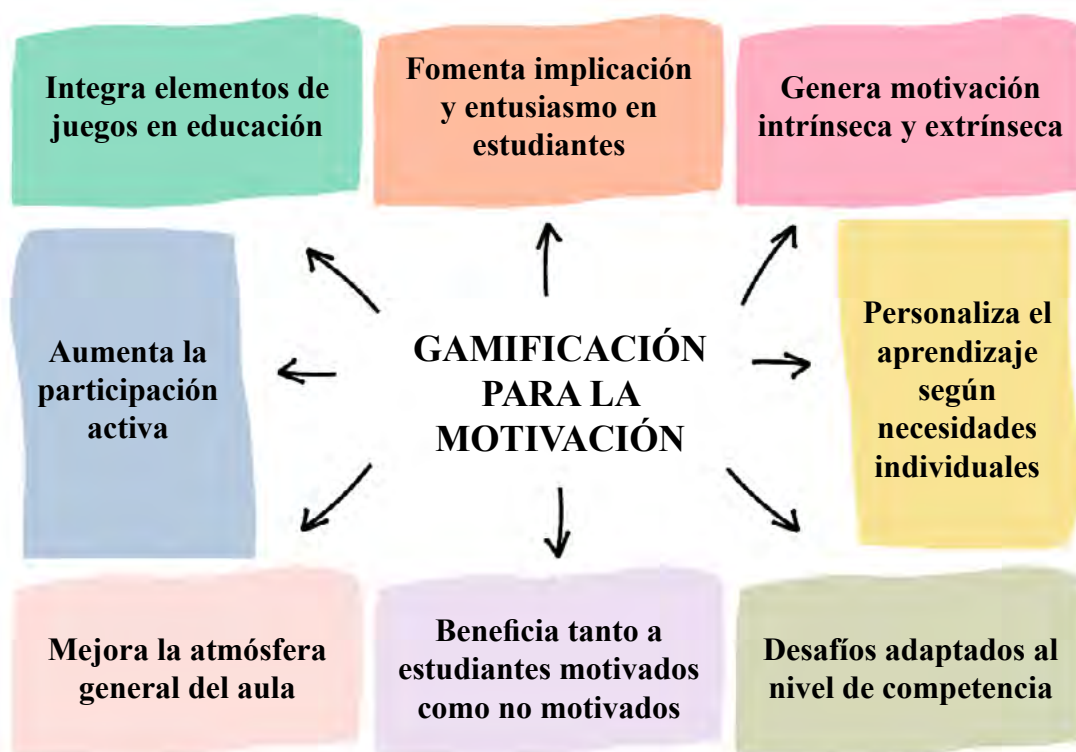 Integra elementos de
juegos en educación
Fomenta implicación
y entusiasmo en
estudiantes
Genera motivación
intrínseca y extrínseca
Aumenta la
participación
activa
GAMIFICACIÓN
PARA LA
MOTIVACIÓN
Personaliza el
aprendizaje
según
necesidades
individuales
Mejora la atmósfera
general del aula
Beneficia tanto a
estudiantes motivados
como no motivados
Desafíos adaptados al
nivel de competencia